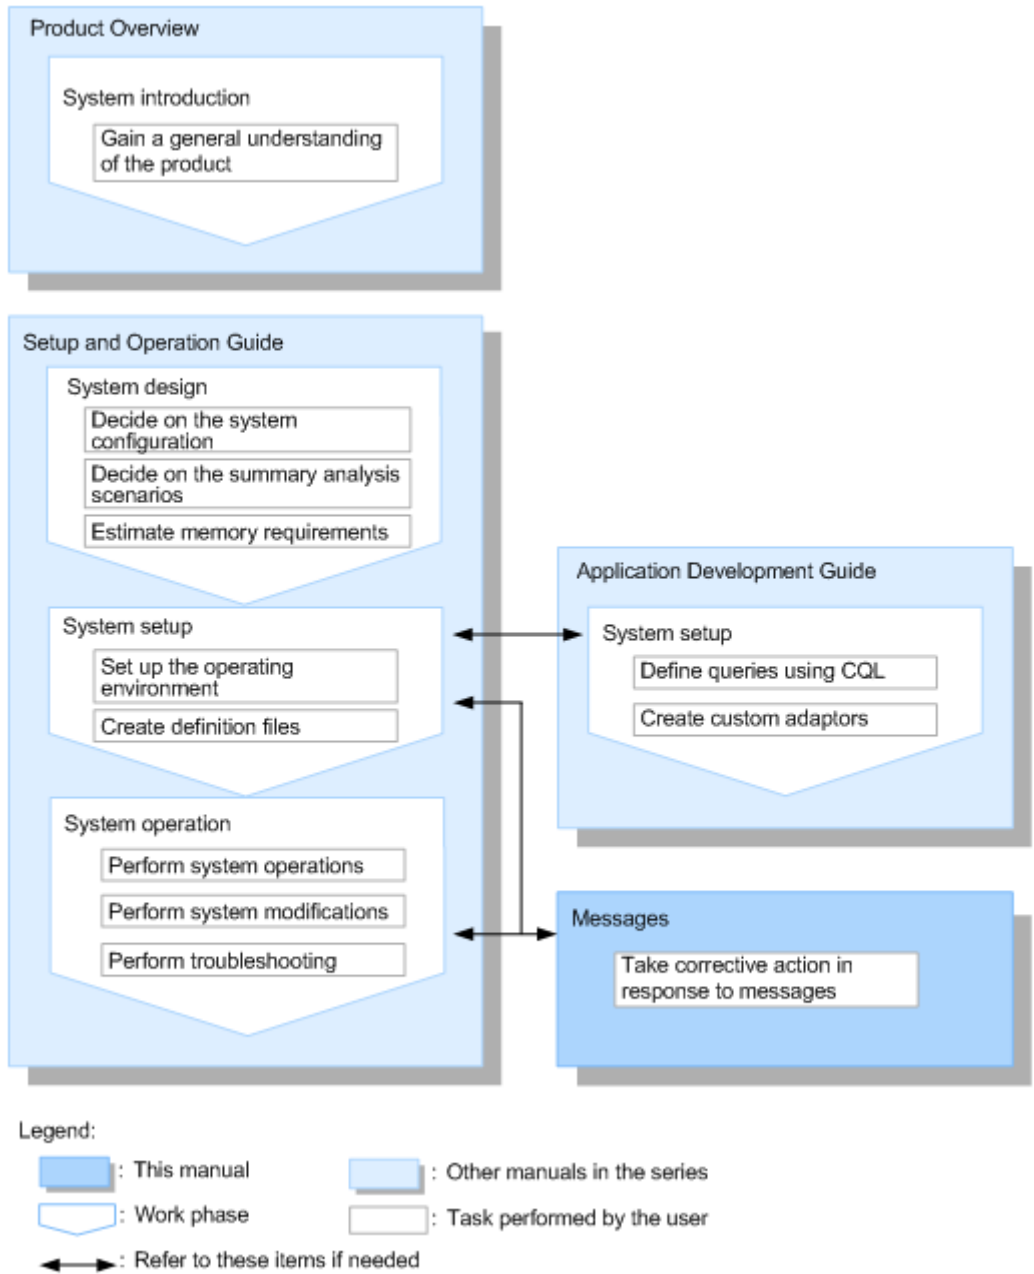 Product Overview
System introduction
Gain a general understanding
of the product
Setup and Operation Guide
System design
Decide on the system
configuration
Decide on the summary analysis
scenarios
Estimate memory requirements
System setup
Set up the operating
environment
Create definition files
System operation
Perform system operations
Perform system modifications
Perform troubleshooting
Application Development Guide
System setup
Define queries using CQL
Create custom adaptors
Messages
Take corrective action in
response to messages
Legend:
: This manual
: Other manuals in the series
: Work phase
: Task performed by the user
: Refer to these items if needed